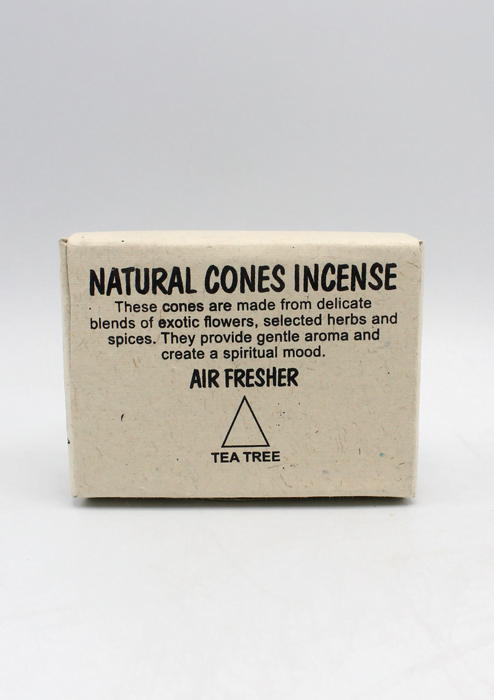 NATURAL CONES INCENSE
These cones are made from delicate
blends of exotic flowers, selected herbs and
spices. They provide gentle aroma and
create a spiritual mood.
AIR FRESHER
TEA TREE